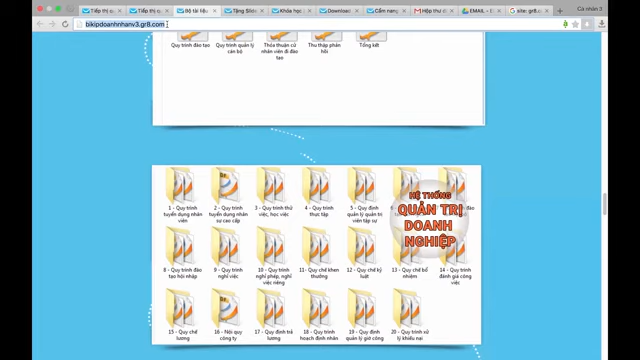 Tiếp thị q
Tiếp thị q
Bộ tài liệu
Tặng Slide
Khóa học
Download
Cẩm nang
Hộp thư đ
EMAIL -
site: gr8.u
Cá nhân 3
bikipdoanhnhanv3.gr8.com
Quy trình đào tạo
Quy trình quản lý
cán bộ
Thỏa thuận cử
nhân viên đi đào
tạo
Thu thập phản
hồi
Tổng kết
HỆ THỐNG
QUẢN TRỊ
DOANH
NGHIỆP
1 - Quy trình
tuyển dụng nhân
viên
2 - Quy trình
tuyển dụng nhân
sự cao cấp
3 - Quy trình thử
việc, học việc
4 - Quy trình
thực tập
5 - Quy định
quản lý quản trị
viên tập sự
8 - Quy trình đào
tạo hội nhập
9 - Quy trình
nghỉ việc
10 - Quy trình
nghỉ phép, nghỉ
việc riêng
11- Quy chế khen
thưởng
12 - Quy chế kỷ
luật
13 - Quy chế bổ
nhiệm
14 - Quy trình
đánh giá công
việc
15 - Quy chế
lương
16 - Nội quy
công ty
17 - Quy định trả
lương
18 - Quy trình
hoạch định nhân
19 - Quy định
quản lý giờ công
20 - Quy trình xử
lý khiếu nại